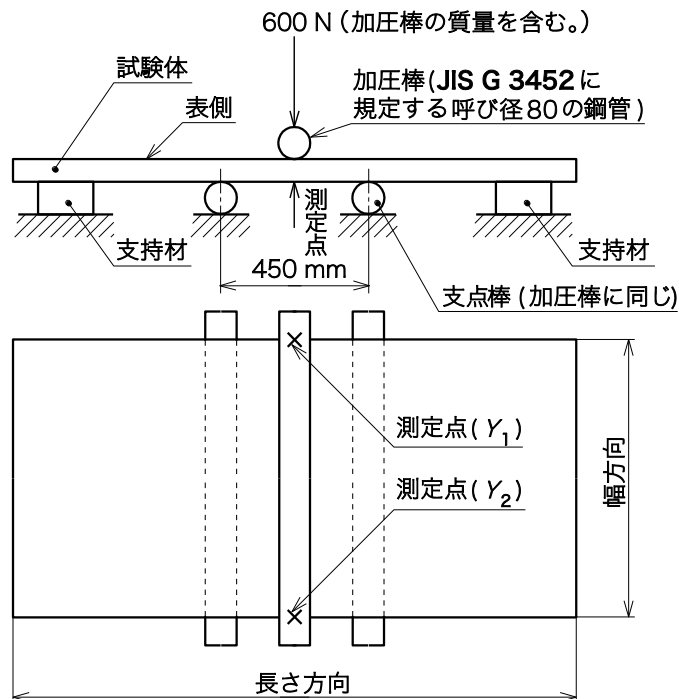 600 N（加圧棒の質量を含む。）
試験体
加圧棒(JIS G 3452に
規定する呼び径80の鋼管)
表側
測定点
支持材
450 mm
支持材
支点棒(加圧棒に同じ)
測定点(Y1)
測定点(Y2)
幅方向
長さ方向